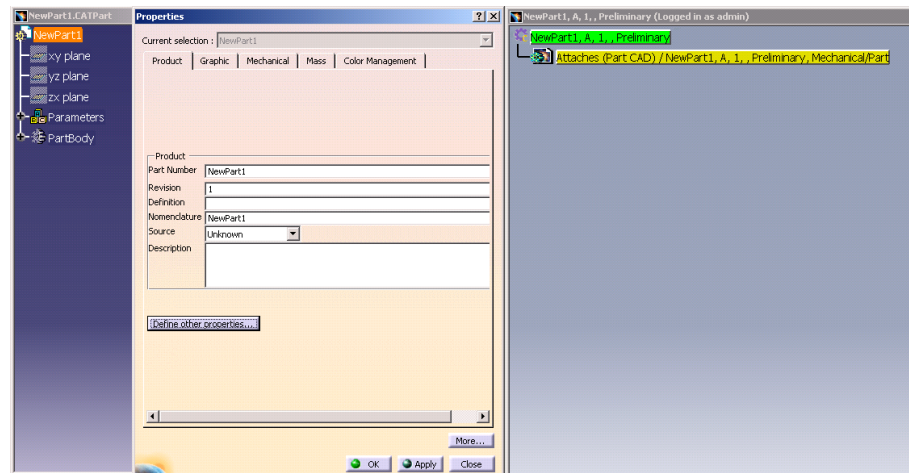 NewPart1.CATPart
NewPart1
xy plane
yz plane
zx plane
Parameters
PartBody
Properties
Current selection : NewPart1
Product Graphic Mechanical Mass Color Management
Product
Part Number NewPart1
Revision 1
Definition
Nomenclature NewPart1
Source Unknown
Description
Define other properties...
More...
OK Apply Close
NewPart1, A, 1, , Preliminary (Logged in as admin)
NewPart1, A, 1, , Preliminary
Attaches (Part CAD) / NewPart1, A, 1, , Preliminary, Mechanical/Part